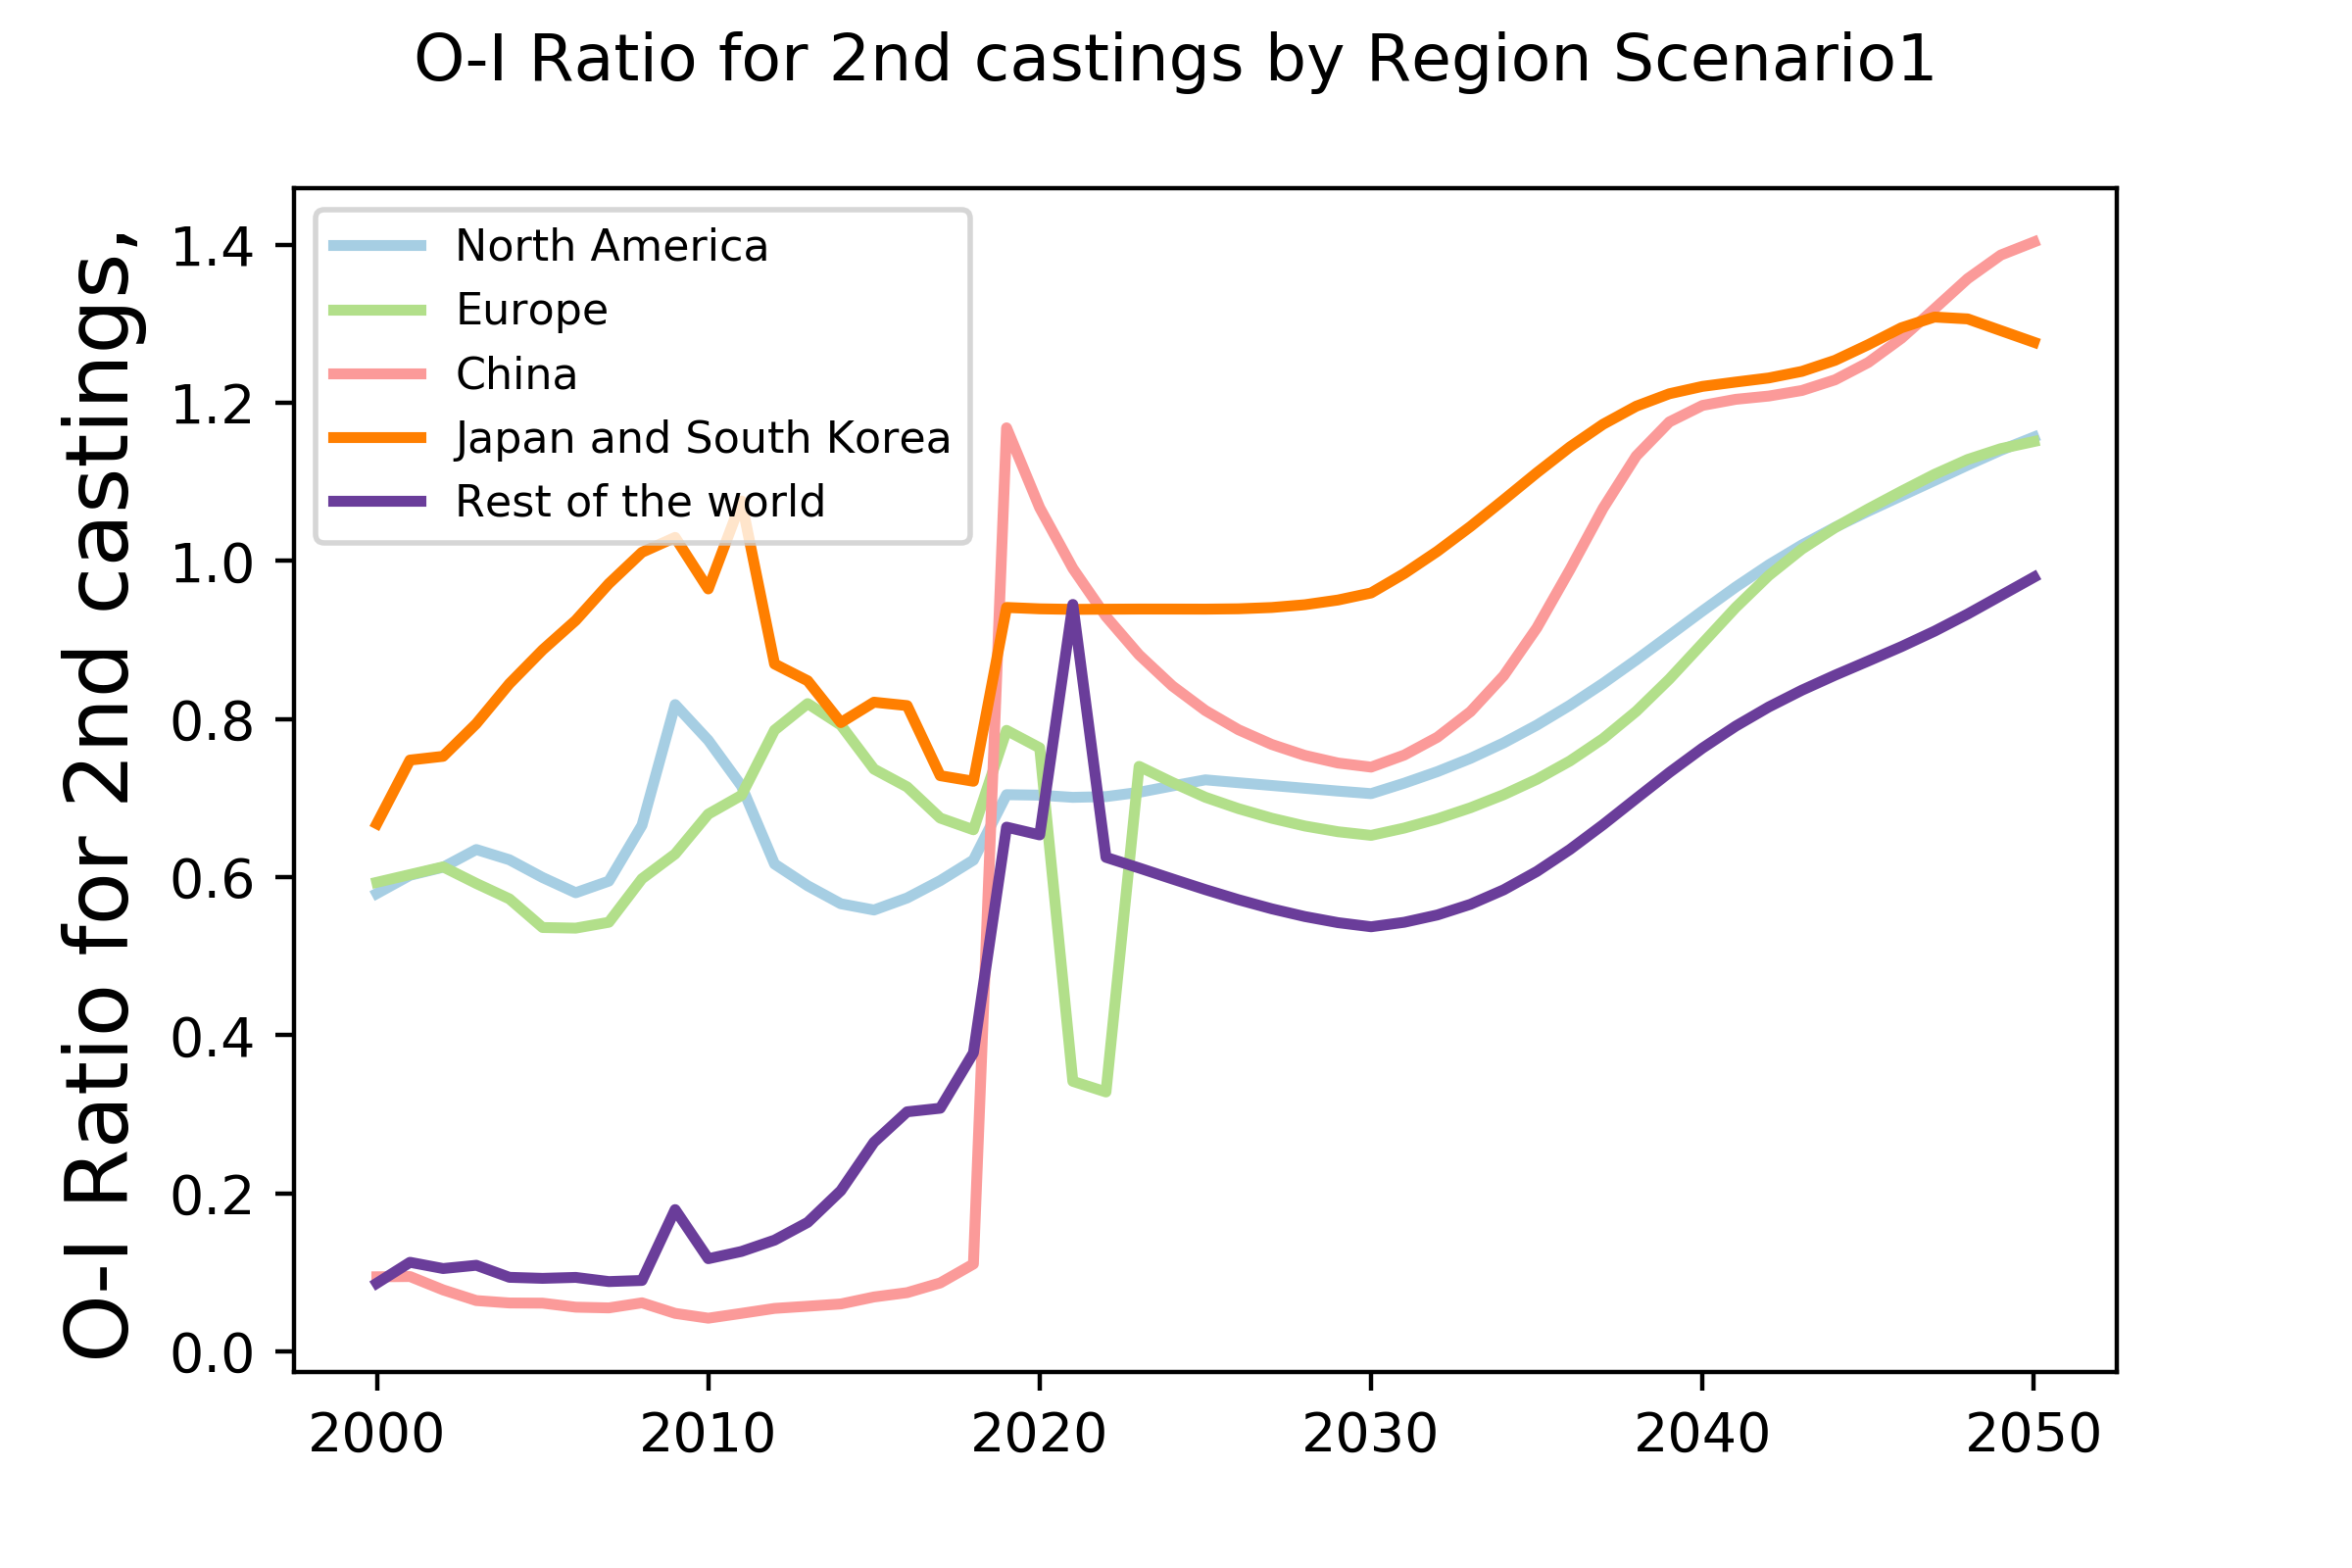 O-I Ratio for 2nd castings by Region Scenario1
O-I Ratio for 2nd castings,
1.4
1.2
1.0
0.8
0.6
0.4
0.2
0.0
North America
Europe
China
Japan and South Korea
Rest of the world
2000 2010 2020 2030 2040 2050